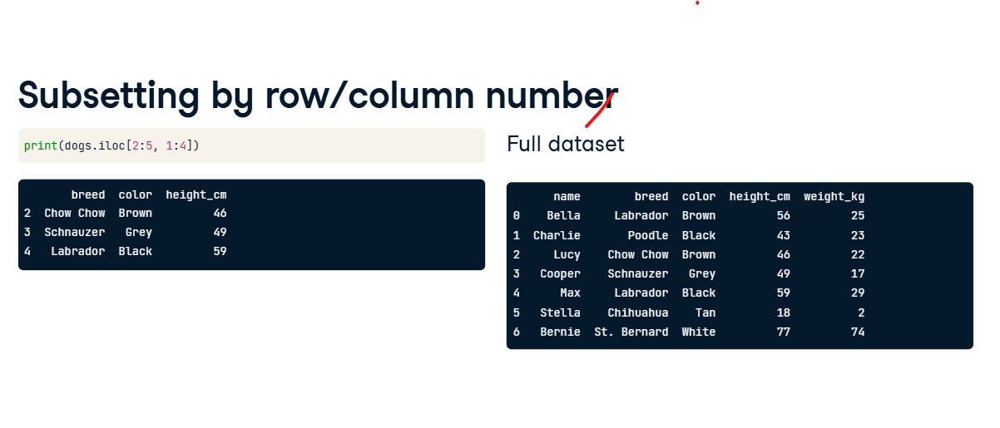 Subsetting by row/column number
print(dogs.iloc[2:5, 1:4])
breed color height_cm
2 Chow Chow Brown 46
3 Schnauzer Grey 49
4 Labrador Black 59
Full dataset
name breed color height_cm weight_kg
0 Bella Labrador Brown 56 25
1 Charlie Poodle Black 43 23
2 Lucy Chow Chow Brown 46 22
3 Cooper Schnauzer Grey 49 17
4 Max Labrador Black 59 29
5 Stella Chihuahua Tan 18 2
6 Bernie St. Bernard White 77 74